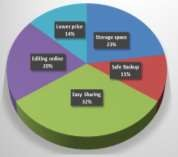 Lower price
14%
Storage space
23%
Editing online
20%
Safe Backup
11%
Easy Sharing
32%